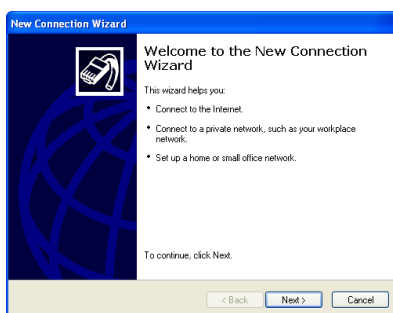 New Connection Wizard
Welcome to the New Connection
Wizard
This wizard helps you:
• Connect to the Internet.
• Connect to a private network, such as your workplace
network.
• Set up a home or small office network.
To continue, click Next.
< Back Next > Cancel